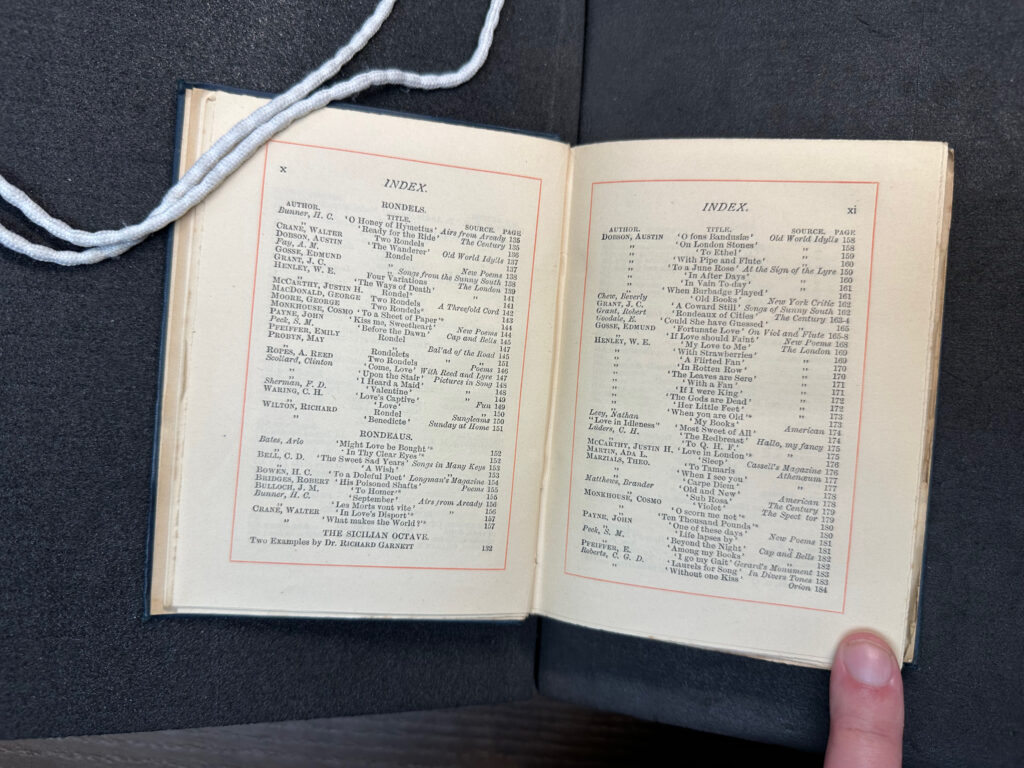 x
INDEX.
RONDELS.
AUTHOR. TITLE. SOURCE. PAGE
Bunner, H. C. 'O Honey of Hymettus' Airs from Arcady 135
„ 'Ready for the Ride' The Century 135
CRANE, WALTER Two Rondels 136
DOBSON, AUSTIN 'The Wanderer' Old World Idylls 137
Fay, A. M. Rondel 137
GOSSE, EDMUND „ New Poems 138
GRANT, J. C. „ Songs from the Sunny South 138
HENLEY, W. E. Four Variations The London 139
„ 'The Ways of Death' „ 141
McCARTHY, JUSTIN H. Rondel* 141
MACDONALD, GEORGE Two Rondels A Threefold Cord 142
MOORE, GEORGE Two Rondels 143
MONKHOUSE, COSMO 'To a Sheet of Paper'* 144
PAYNE, JOHN 'Kiss me, Sweetheart' New Poems 144
Peck, S. M. 'Before the Dawn' Cap and Bells 145
PFEIFFER, EMILY Rondel 145
PROBYN, MAY Rondelets Bal'ad of the Road 147
„ Two Rondels „ „ 151
ROPES, A. REED 'Come, Love' Poems 146
Scollard, Clinton 'Upon the Stair' With Reed and Lyre 147
„ 'I Heard a Maid' Pictures in Song 148
„ 'Valentine' „ 148
Sherman, F. D. 'Love's Captive' „ 149
WARING, C. H. 'Love' Fun 149
„ Rondel „ 150
WILTON, RICHARD 'Benedicte' Sungleams 150
„ Sunday at Home 151
RONDEAUS.
Bates, Arlo 'Might Love be Bought'* 152
„ 'In Thy Clear Eyes'* 152
BELL, C. D. 'The Sweet Sad Years' Songs in Many Keys 153
„ 'A Wish' „ 153
BOWEN, H. C. 'To a Doleful Poet' Longman's Magazine 154
BRIDGES, ROBERT 'His Poisoned Shafts' Poems 155
BULLOCH, J. M. 'To Homer'* 155
Bunner, H. C. 'September' Airs from Arcady 156
„ 'Les Morts vont vite' „ 156
CRANE, WALTER 'In Love's Disport'* 157
„ 'What makes the World?'* 157
THE SICILIAN OCTAVE.
Two Examples by Dr. RICHARD GARNETT 132
INDEX.
xi
AUTHOR. TITLE. SOURCE. PAGE
DOBSON, AUSTIN 'O fons Bandusiæ' Old World Idylls 158
„ 'On London Stones' „ 158
„ 'To Ethel' „ 159
„ 'With Pipe and Flute' „ 160
„ 'To a June Rose' At the Sign of the Lyre 159
„ 'In After Days' „ 160
„ 'In Vain To-day' „ 161
„ 'When Burbadge Played' „ 161
Chew, Beverly 'Old Books' New York Critic 162
GRANT, J. C. 'A Coward Still' Songs of Sunny South 162
Grant, Robert 'Rondeaux of Cities' The Century 163-4
Goodale, E. 'Could She have Guessed' „ 165
GOSSE, EDMUND 'Fortunate Love' On Viol and Flute 165-8
„ 'If Love should Faint' New Poems 168
HENLEY, W. E. 'My Love to Me' The London 169
„ 'With Strawberries' „ 169
„ 'A Flirted Fan' „ 170
„ 'In Rotten Row' „ 170
„ 'The Leaves are Sere' „ 171
„ 'With a Fan' „ 171
„ 'If I were King' „ 172
„ 'The Gods are Dead' „ 172
„ 'Her Little Feet' „ 173
„ 'When you are Old'* „ 173
Levy, Nathan 'My Books' American 174
"Love in Idleness" 'Most Sweet of All' 174
Lüders, C. H. 'The Redbreast' Hallo, my fancy 175
„ 'To Q. H. F.' „ 175
McCARTHY, JUSTIN H. 'Love in London'* 176
MARTIN, ADA L. 'Sleep' Cassell's Magazine 176
MARZIALS, THEO. 'To Tamaris' Athenæum 177
„ 'When I see you' „ 177
„ 'Carpe Diem' 178
Matthews, Brander 'Old and New' American 178
„ 'Sub Rosa' The Century 179
MONKHOUSE, COSMO 'Violet' The Spect tor 179
„ 'O scorn me not'* 180
„ 'Ten Thousand Pounds'* 180
PAYNE, JOHN 'One of these days' New Poems 181
„ 'Life lapses by' „ 181
Peck, S. M. 'Beyond the Night' Cap and Bells 182
„ 'Among my Books' „ 182
PFEIFFER, E. 'I go my Gait' Gerard's Monument 183
Roberts, C. G. D. 'Laurels for Song' In Divers Tones 183
„ 'Without one Kiss' Orion 184